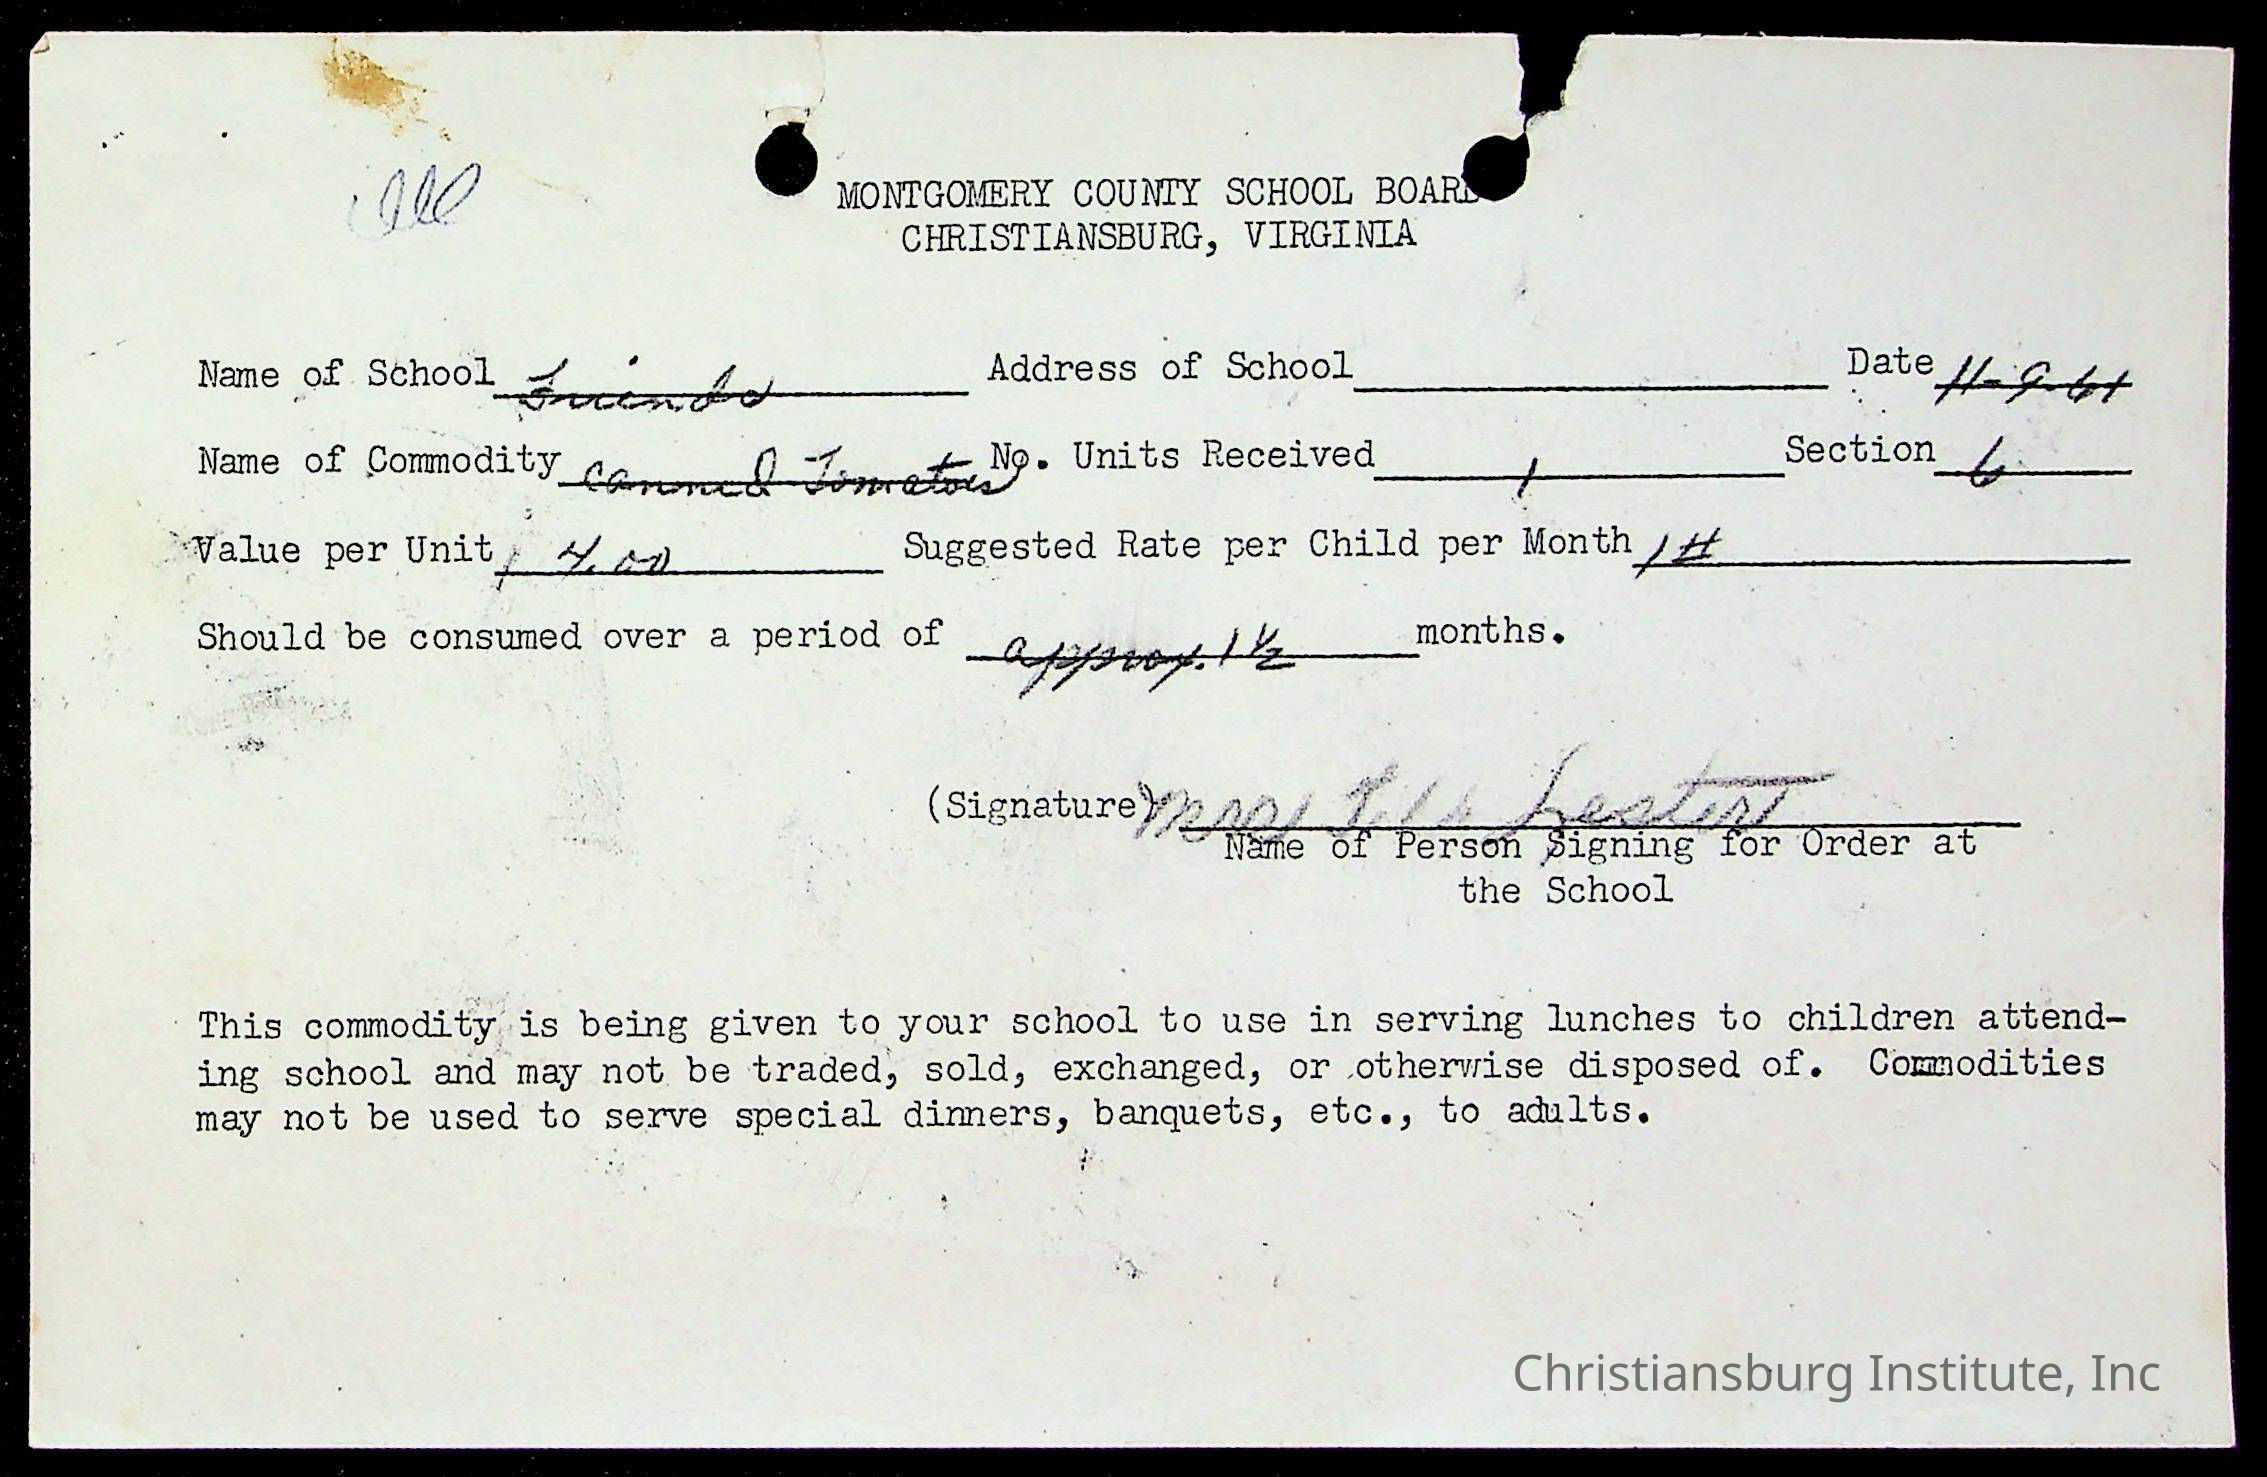 MONTGOMERY COUNTY SCHOOL BOARD
CHRISTIANSBURG, VIRGINIA
Name of School Friends Address of School Date 11-9-61
Name of Commodity Canned Tomatoes No. Units Received 1 Section 6
Value per Unit 4.00 Suggested Rate per Child per Month 1#
Should be consumed over a period of approx. 1 1/2 months.
(Signature) Lester
Name of Person Signing for Order at
the School
This commodity is being given to your school to use in serving lunches to children attend-
ing school and may not be traded, sold, exchanged, or otherwise disposed of. Commodities
may not be used to serve special dinners, banquets, etc., to adults.
Christiansburg Institute, Inc